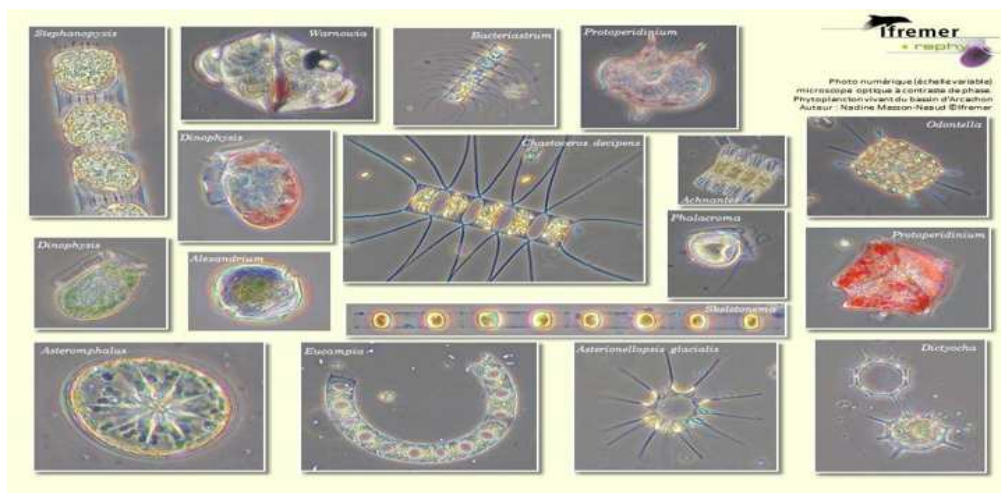 Stephanopyxis
Warnowia
Bacteriastrum
Protoperidinium
Ifremer
rephy
Photo numérique (échelle variable)
microscope optique à contraste de phase.
Phytoplancton vivant du bassin d'Arcachon
Auteur : Nadine Masson-Neaud ©Ifremer
Dinophysis
Chaetoceros decipens
Achnantes
Odontella
Phalacroma
Dinophysis
Alexandrium
Protoperidinium
Skeletonema
Asteromphalus
Eucampia
Asterionellopsis glacialis
Dictyocha